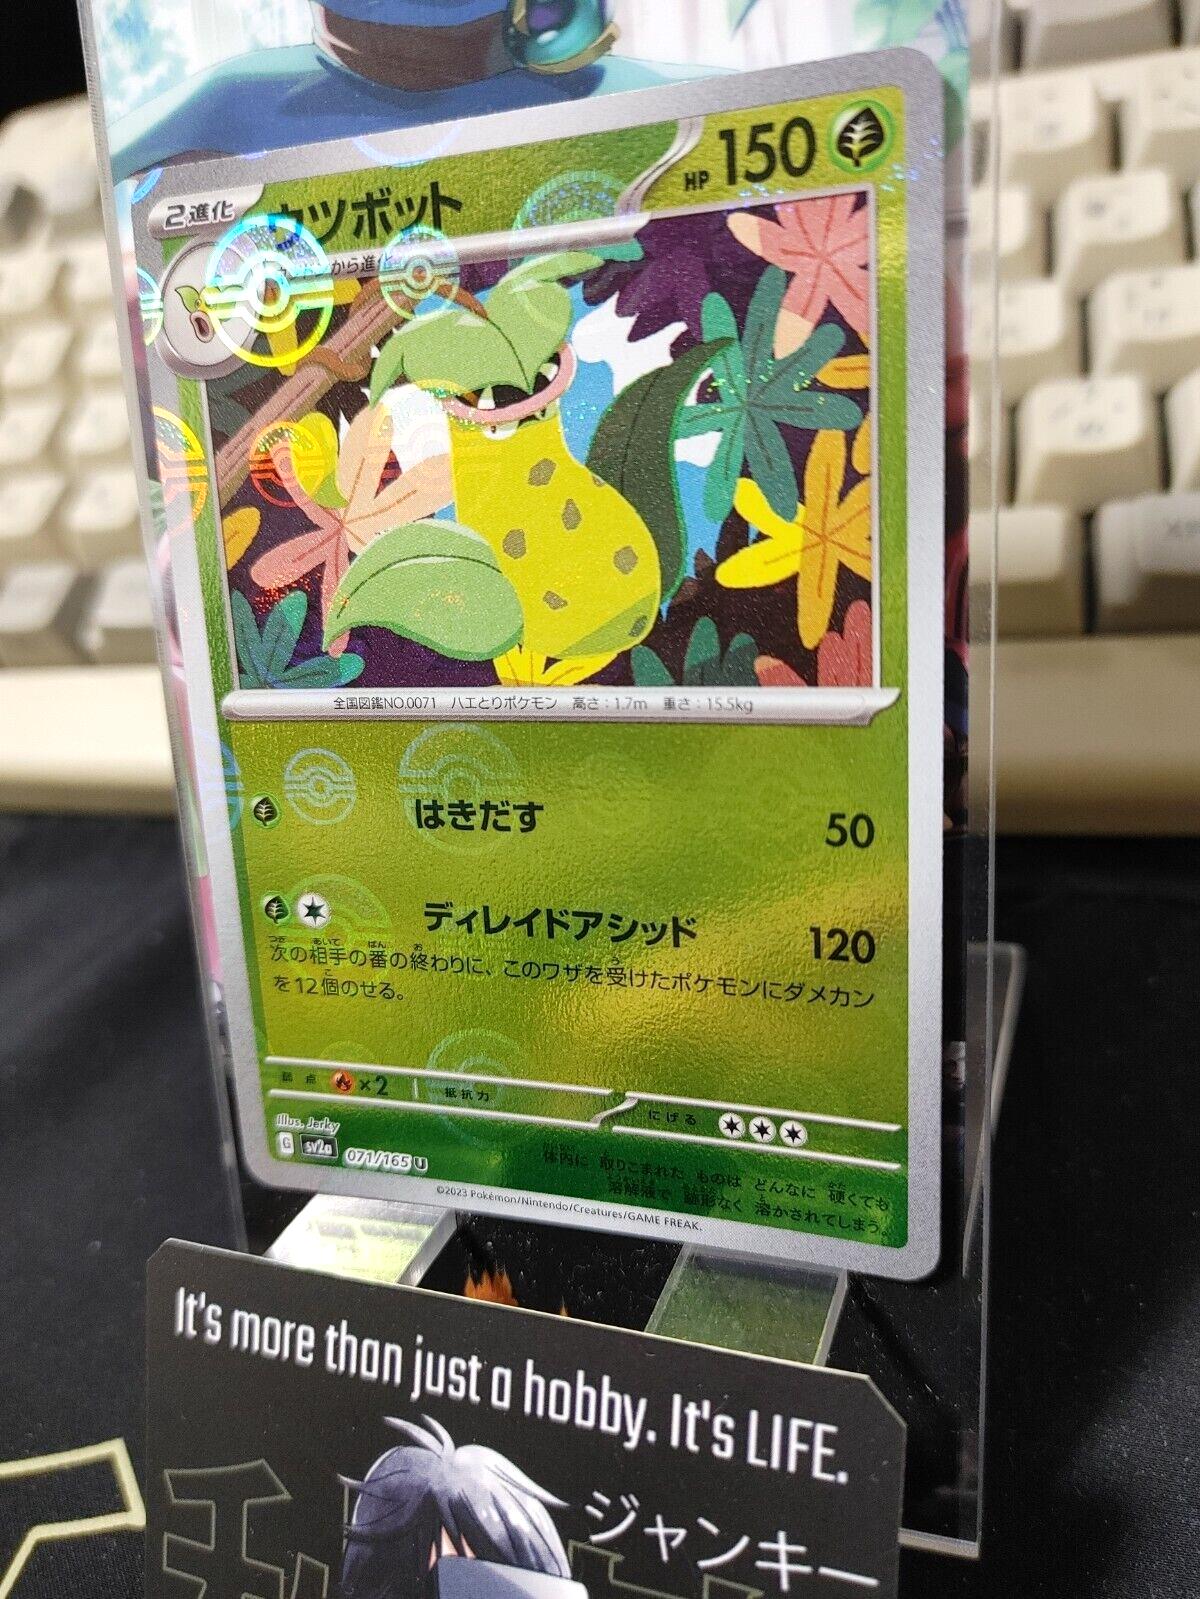 2進化
ウツボット
HP 150
から進化
全国図鑑NO.0071 ハエとりポケモン 高さ:1.7m 重さ:15.5kg
はきだす 50
ディレイドアシッド 120
次の相手の番の終わりに、このワザを受けたポケモンにダメカン
を12個のせる。
弱点 ×2 抵抗力
にげる
Illus. Jerky
G sv2a 071/165 U
体内に 取りこまれた ものは どんなに 硬くても
溶解液で 跡形なく 溶かされてしまう。
©2023 Pokémon/Nintendo/Creatures/GAME FREAK.
It's more than just a hobby. It's LIFE.
ジャンキー